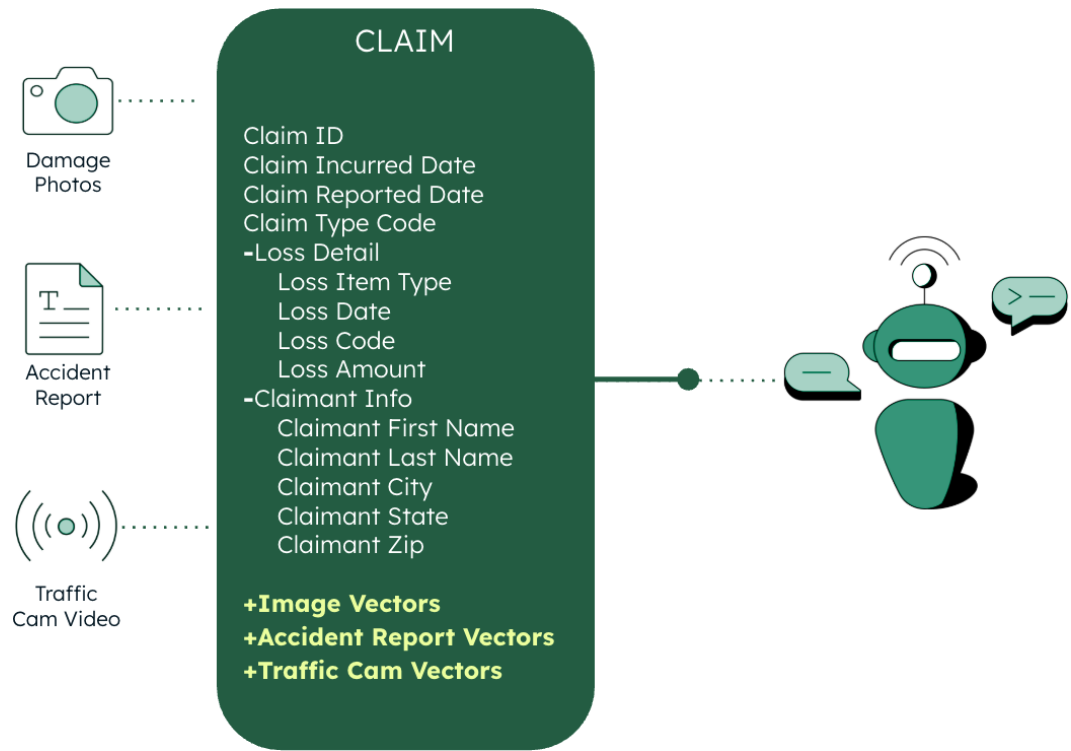 CLAIM
Damage
Photos
Accident
Report
Traffic
Cam Video
Claim ID
Claim Incurred Date
Claim Reported Date
Claim Type Code
-Loss Detail
Loss Item Type
Loss Date
Loss Code
Loss Amount
-Claimant Info
Claimant First Name
Claimant Last Name
Claimant City
Claimant State
Claimant Zip
+Image Vectors
+Accident Report Vectors
+Traffic Cam Vectors
T